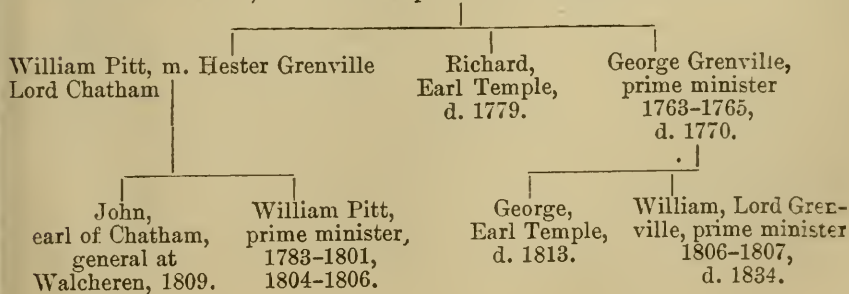 William Pitt, m. Hester Grenville
Lord Chatham
Richard,
Earl Temple,
d. 1779.
George Grenville,
prime minister
1763–1765,
d. 1770.
John,
earl of Chatham,
general at
Walcheren, 1809.
William Pitt,
prime minister,
1783–1801,
1804–1806.
George,
Earl Temple,
d. 1813.
William, Lord Gren-
ville, prime minister
1806–1807,
d. 1834.